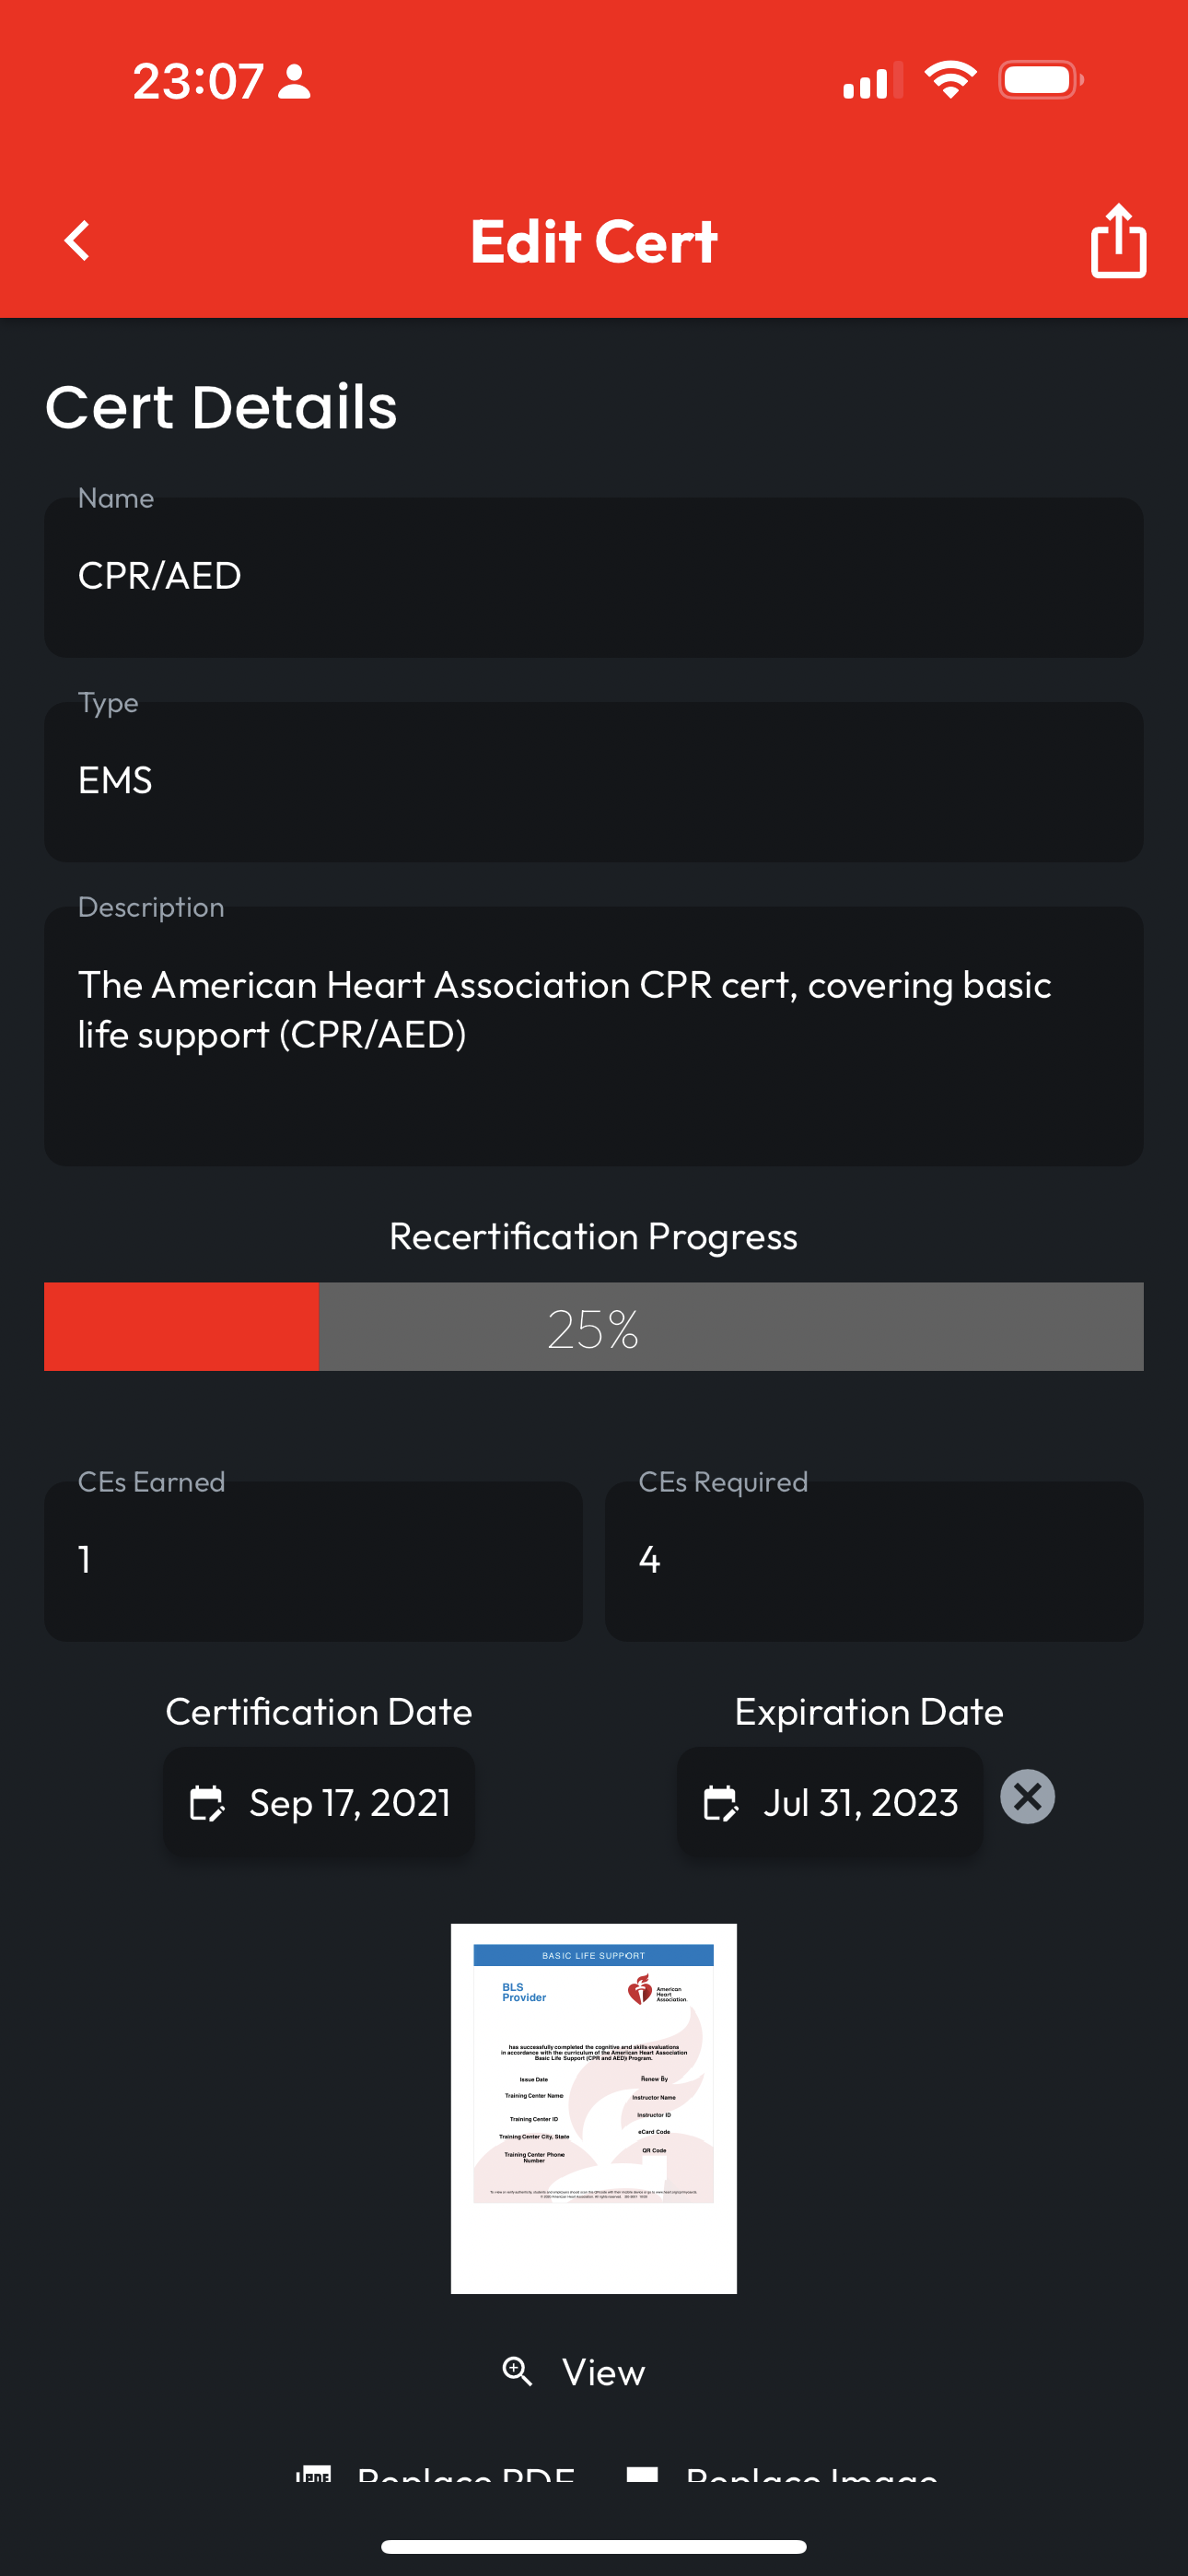 23:07
Edit Cert
Cert Details
Name
CPR/AED
Type
EMS
Description
The American Heart Association CPR cert, covering basic
life support (CPR/AED)
Recertification Progress
25%
CEs Earned
1
CEs Required
4
Certification Date
Sep 17, 2021
Expiration Date
Jul 31, 2023
BASIC LIFE SUPPORT
BLS
Provider
American
Heart
Association.
has successfully completed the cognitive and skills evaluations
in accordance with the curriculum of the American Heart Association
Basic Life Support (CPR and AED) Program.
Issue Date
Renew By
Training Center Name
Instructor Name
Training Center ID
Instructor ID
Training Center City, State
eCard Code
Training Center Phone
Number
QR Code
View
PDF
Replace PDF
Replace Image